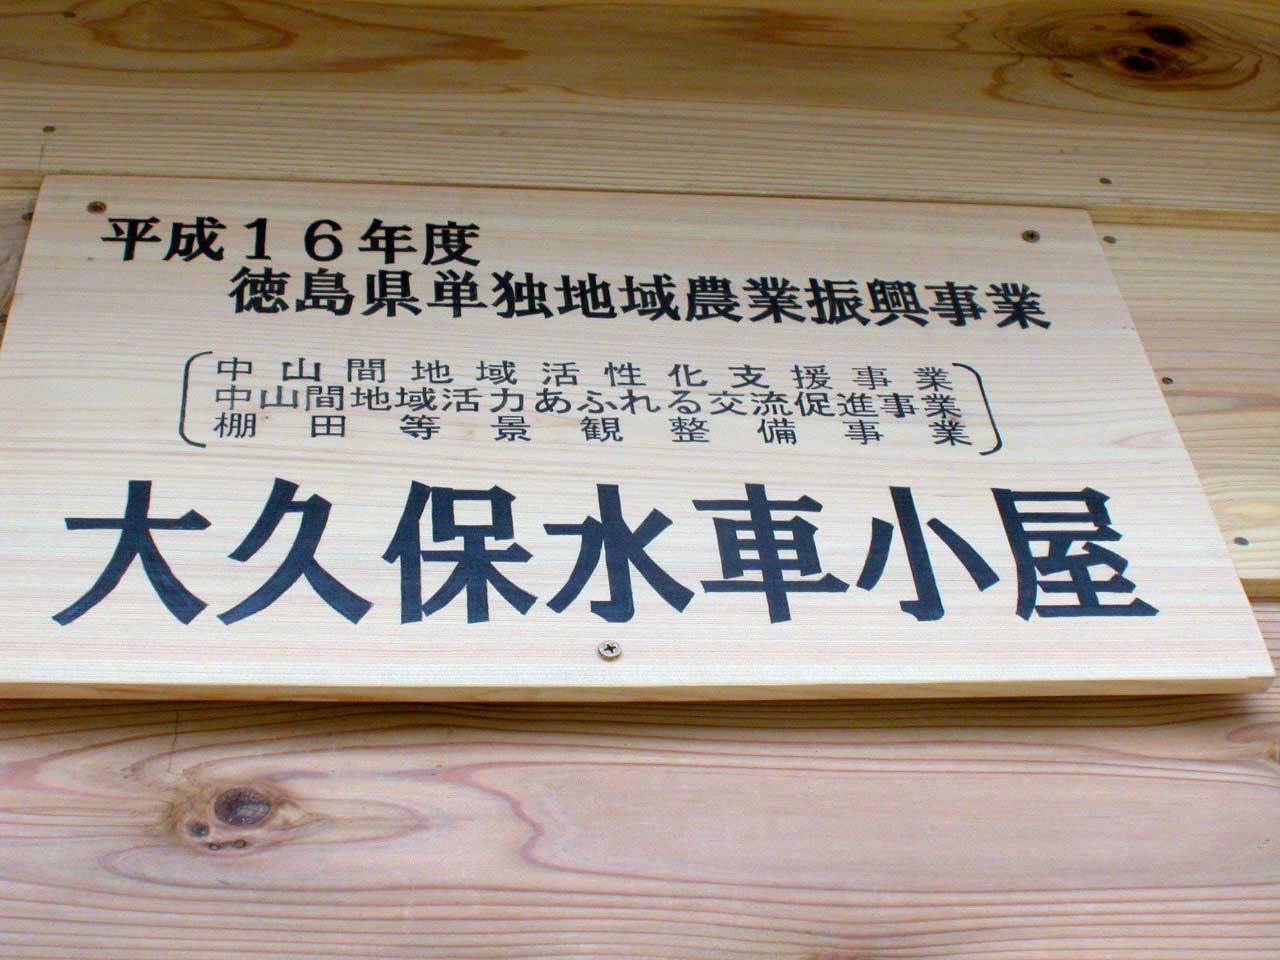 平成１６年度
徳島県単独地域農業振興事業
中山間地域活性化支援事業
中山間地域活力あふれる交流促進事業
棚田等景観整備事業
大久保水車小屋